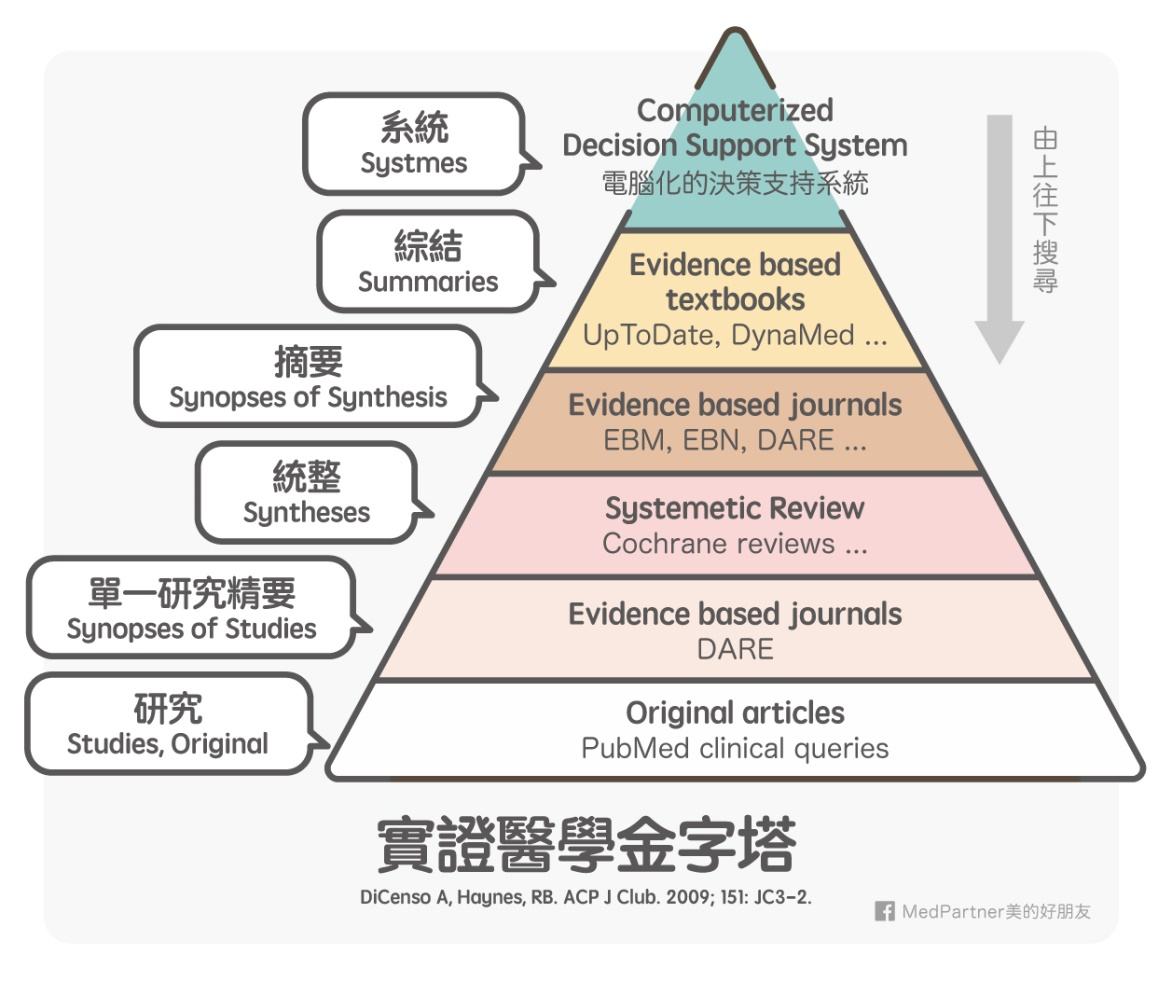 系統
Systmes
Computerized
Decision Support System
電腦化的決策支持系統
由上往下搜尋
綜結
Summaries
Evidence based
textbooks
UpToDate, DynaMed ...
摘要
Synopses of Synthesis
Evidence based journals
EBM, EBN, DARE ...
統整
Syntheses
Systemetic Review
Cochrane reviews ...
單一研究精要
Synopses of Studies
Evidence based journals
DARE
研究
Studies, Original
Original articles
PubMed clinical queries
實證醫學金字塔
DiCenso A, Haynes, RB. ACP J Club. 2009; 151: JC3-2.
MedPartner美的好朋友